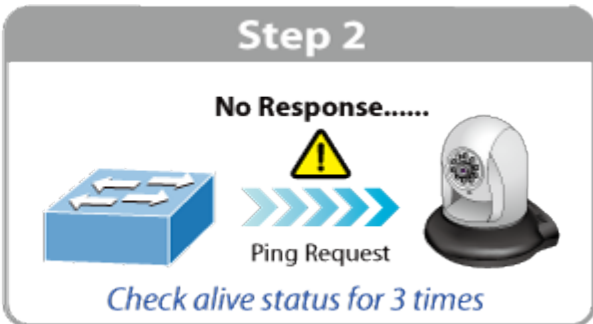 Step 2
No Response......
Ping Request
Check alive status for 3 times